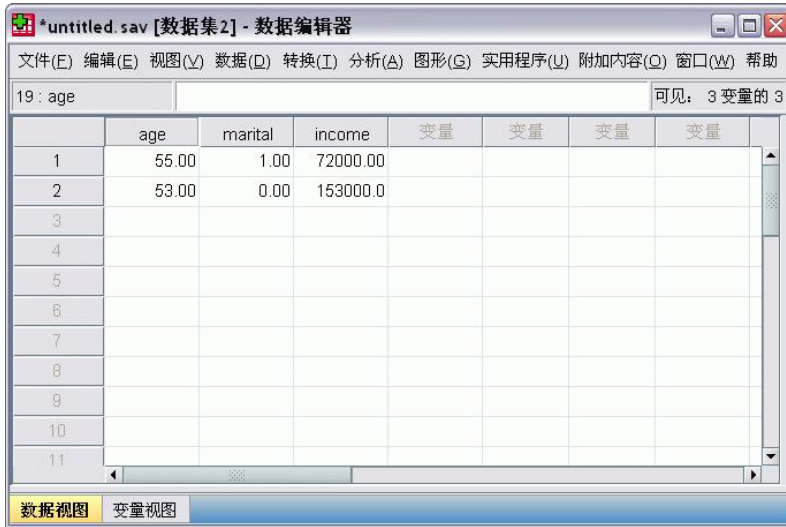 *untitled.sav [数据集2] - 数据编辑器
文件(F) 编辑(E) 视图(V) 数据(D) 转换(T) 分析(A) 图形(G) 实用程序(U) 附加内容(O) 窗口(W) 帮助
19 : age 可见: 3 变量的 3
age marital income 变量 变量 变量 变量
1 55.00 1.00 72000.00
2 53.00 0.00 153000.0
3
4
5
6
7
8
9
10
11
数据视图 变量视图